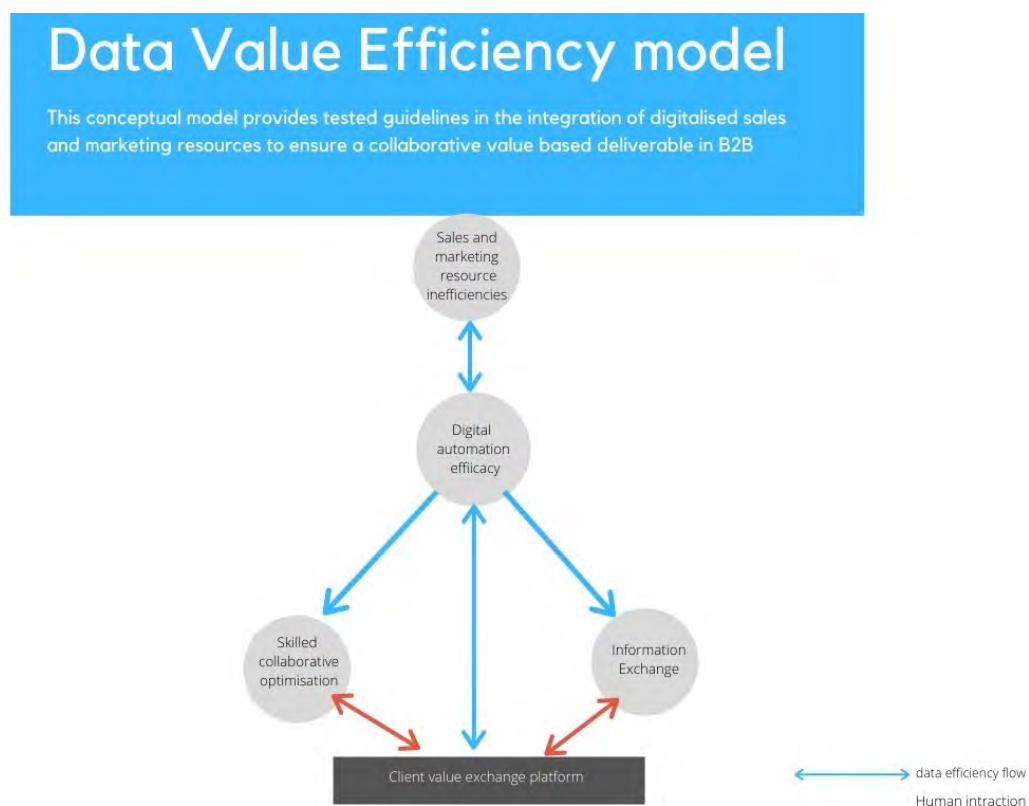 Data Value Efficiency model
This conceptual model provides tested guidelines in the integration of digitalised sales
and marketing resources to ensure a collaborative value based deliverable in B2B
Sales and
marketing
resource
inefficiencies
Digital
automation
effiicacy
Skilled
collaborative
optimisation
Information
Exchange
Client value exchange platform
data efficiency flow
Human intraction